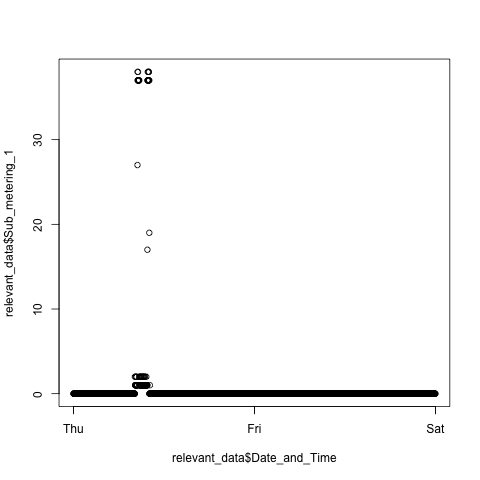 relevant_data$Sub_metering_1
30
20
10
0
Thu
Fri
Sat
relevant_data$Date_and_Time